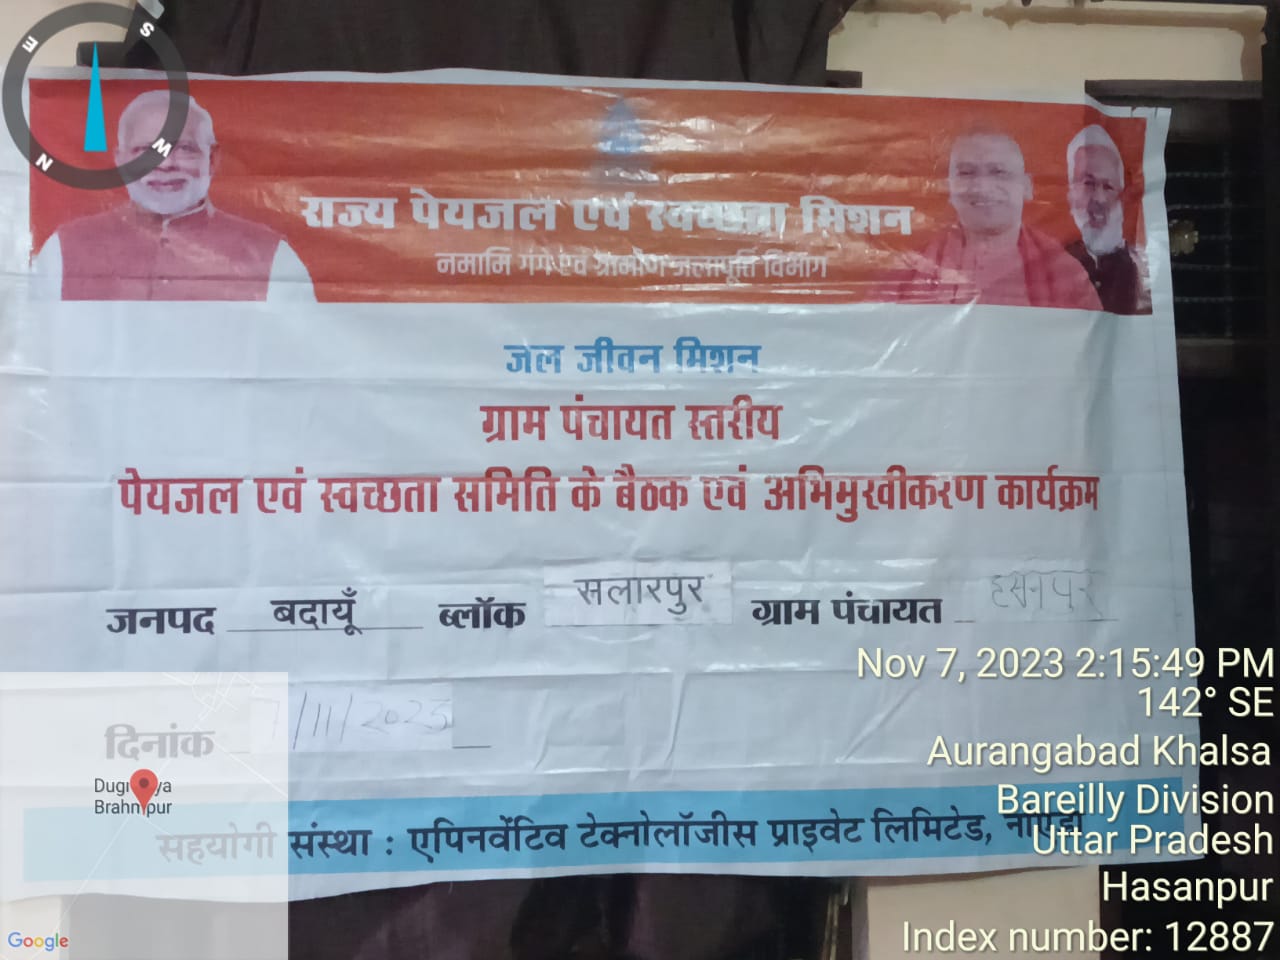 S
E
W
N
राज्य पेयजल एवं स्वच्छता मिशन
नमामि गंगे एवं ग्रामीण जलापूर्ति विभाग
जल जीवन मिशन
ग्राम पंचायत स्तरीय
पेयजल एवं स्वच्छता समिति के बैठक एवं अभिमुखीकरण कार्यक्रम
जनपद बदायूँ ब्लॉक सलारपुर ग्राम पंचायत हसनपुर
दिनांक 7/11/2023
सहयोगी संस्था : एपिनवेंटिव टेक्नोलॉजीस प्राइवेट लिमिटेड, नोएडा
Nov 7, 2023 2:15:49 PM
142° SE
Aurangabad Khalsa
Bareilly Division
Uttar Pradesh
Hasanpur
Index number: 12887
Brahmpur
Google